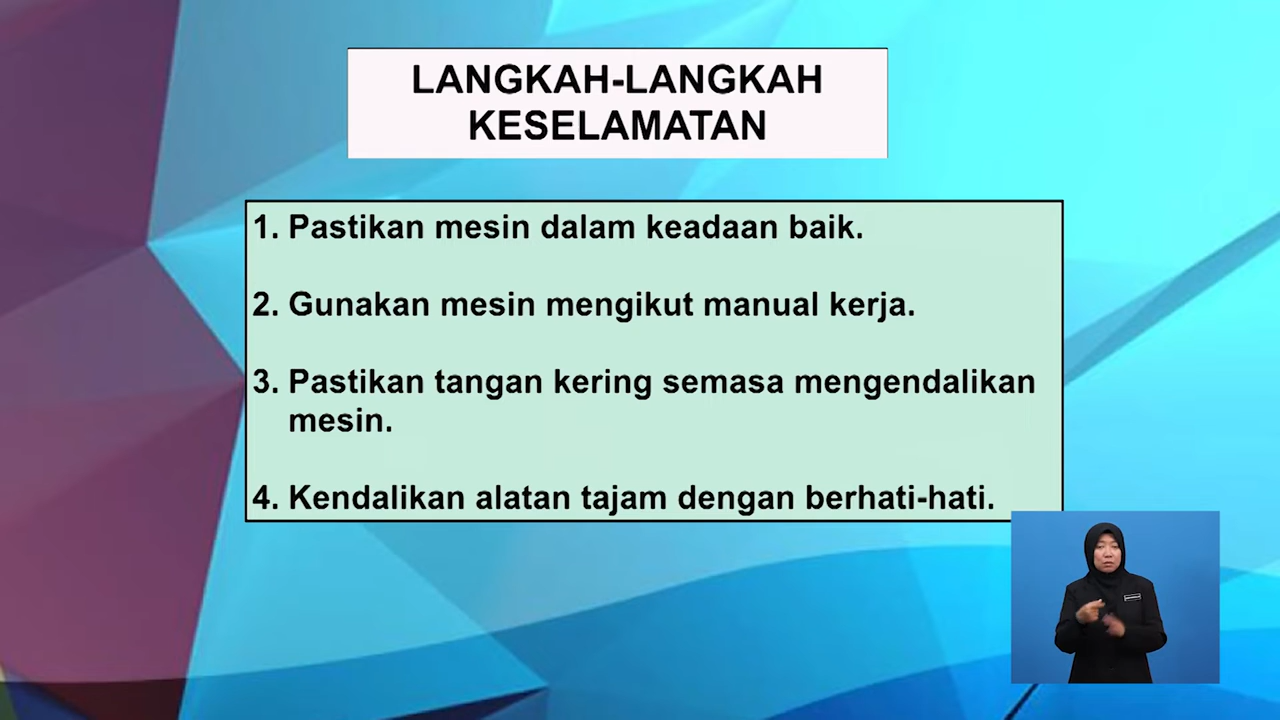 LANGKAH-LANGKAH
KESELAMATAN
1. Pastikan mesin dalam keadaan baik.
2. Gunakan mesin mengikut manual kerja.
3. Pastikan tangan kering semasa mengendalikan
mesin.
4. Kendalikan alatan tajam dengan berhati-hati.